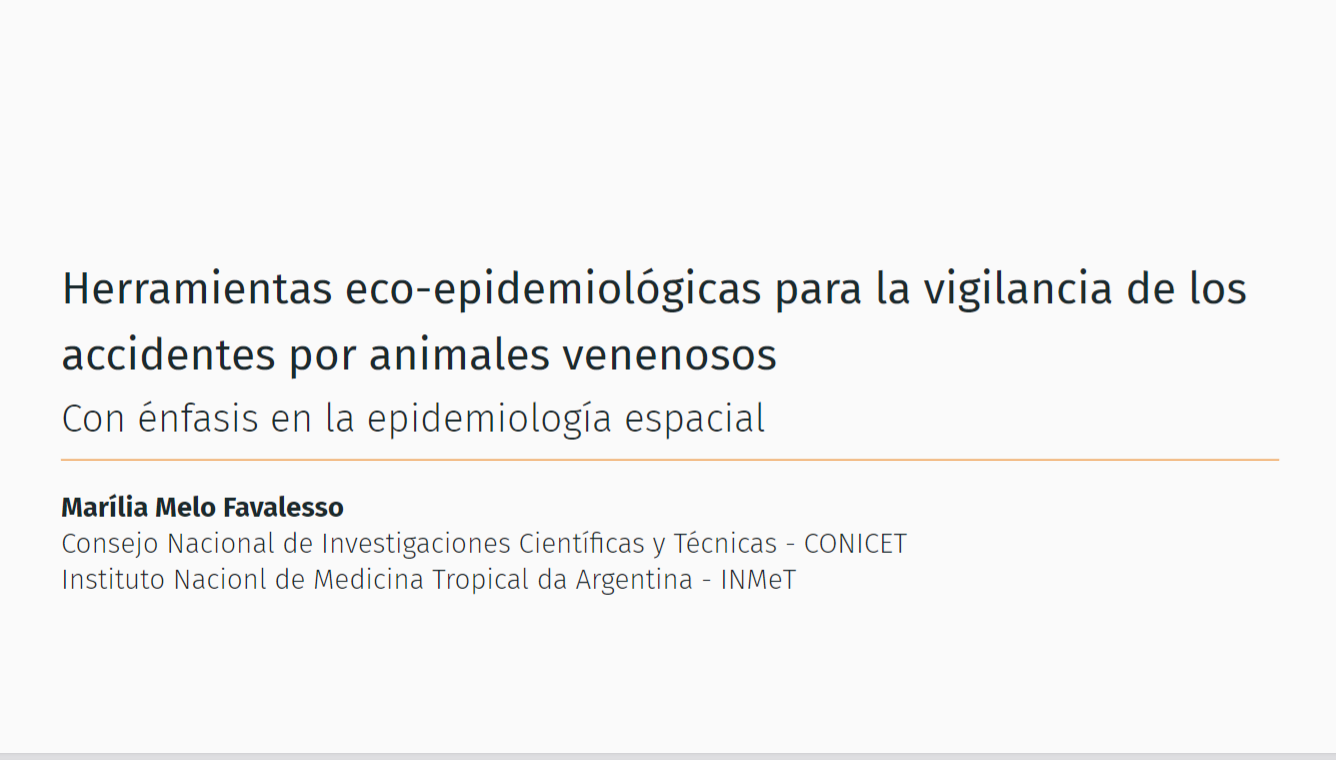 Herramientas eco-epidemiológicas para la vigilancia de los
accidentes por animales venenosos
Con énfasis en la epidemiología espacial
Marília Melo Favalesso
Consejo Nacional de Investigaciones Científicas y Técnicas - CONICET
Instituto Nacionl de Medicina Tropical da Argentina - INMeT